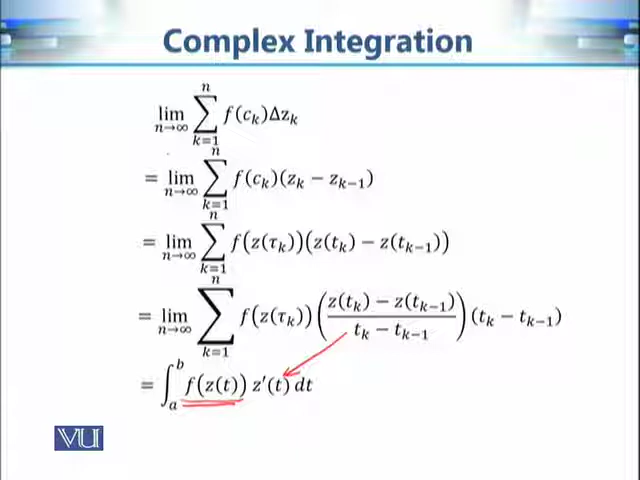 Complex Integration
lim_{n→∞} ∑_{k=1}^{n} f(c_k)Δz_k
= lim_{n→∞} ∑_{k=1}^{n} f(c_k)(z_k − z_{k−1})
= lim_{n→∞} ∑_{k=1}^{n} f(z(τ_k))(z(t_k) − z(t_{k−1}))
= lim_{n→∞} ∑_{k=1}^{n} f(z(τ_k)) ((z(t_k) − z(t_{k−1}))/(t_k − t_{k−1})) (t_k − t_{k−1})
= ∫_a^b f(z(t)) z′(t) dt
VU